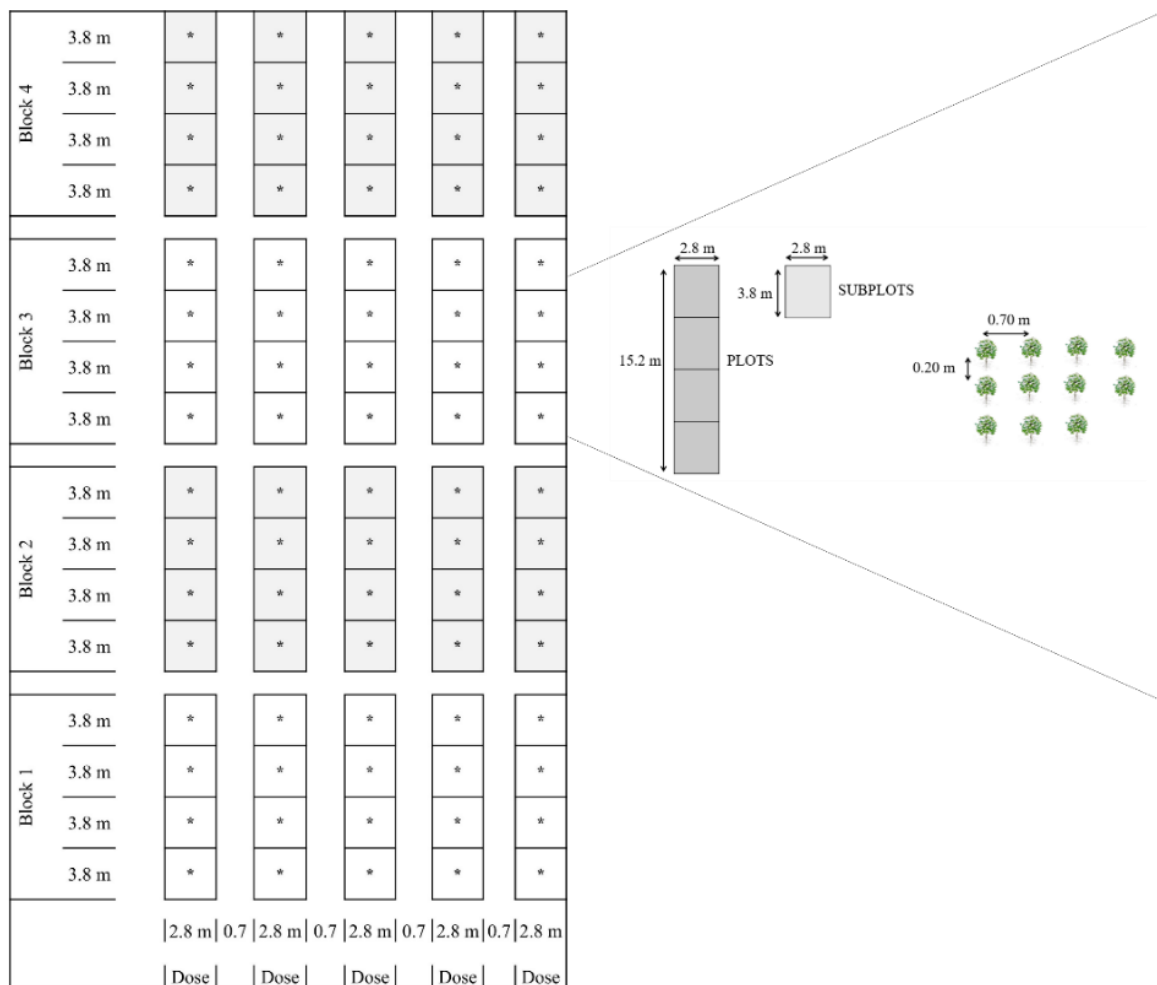 Block 4
3.8 m * * * * *
3.8 m * * * * *
3.8 m * * * * *
3.8 m * * * * *
Block 3
3.8 m * * * * *
3.8 m * * * * *
3.8 m * * * * *
3.8 m * * * * *
Block 2
3.8 m * * * * *
3.8 m * * * * *
3.8 m * * * * *
3.8 m * * * * *
Block 1
3.8 m * * * * *
3.8 m * * * * *
3.8 m * * * * *
3.8 m * * * * *
2.8 m 0.7 2.8 m 0.7 2.8 m 0.7 2.8 m 0.7 2.8 m
Dose Dose Dose Dose Dose
2.8 m
15.2 m
PLOTS
2.8 m
3.8 m
SUBPLOTS
0.70 m
0.20 m